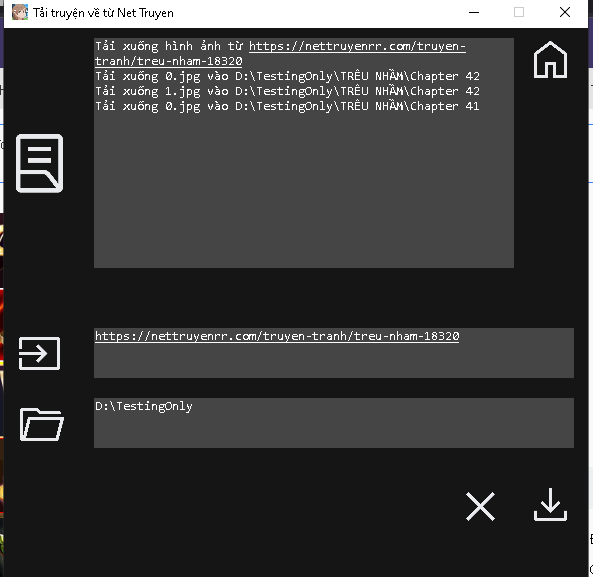 Tải truyện về từ Net Truyen
Tải xuống hình ảnh từ https://nettruyenrr.com/truyen-
tranh/treu-nham-18320
Tải xuống 0.jpg vào D:\TestingOnly\TRÊU NHẦM\Chapter 42
Tải xuống 1.jpg vào D:\TestingOnly\TRÊU NHẦM\Chapter 42
Tải xuống 0.jpg vào D:\TestingOnly\TRÊU NHẦM\Chapter 41
https://nettruyenrr.com/truyen-tranh/treu-nham-18320
D:\TestingOnly